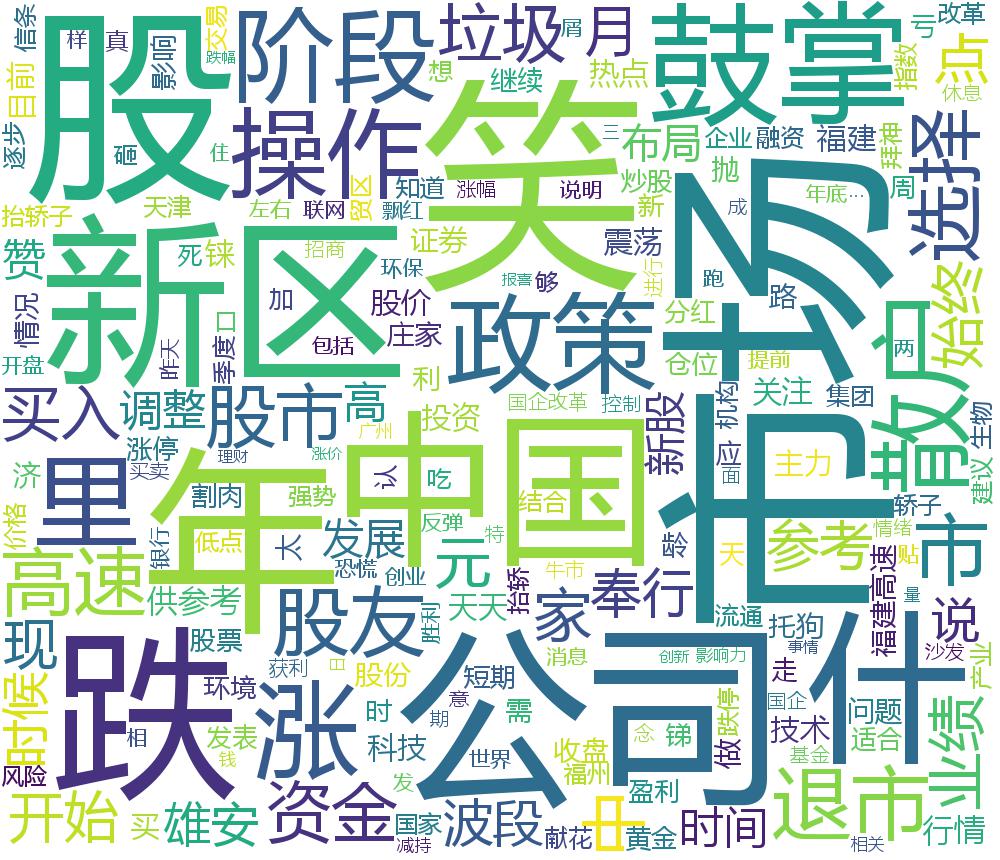 信条
样
真
影响
交易
跌幅
股
阶段
垃圾
月
屑
鼓掌
亏
改革
指数
沾
休息
目前
逐步
砸
住
操作
想
继续
热点
笑
布局
企业
融资
福建
拜神
炒股
抛
三
年底...
周
选择
抬轿子
天津
左右
联网
贸区
知道
涨幅
说明
飘红
新
成
场
赞
死
铼
新区
招商
环保
证券
震荡
够
报喜
进行
跑
路
散户
始终
情况
口
加
股价
庄家
政策
分红
两
开盘
昨天
季度
包括
利
仓位
提前
买入
调整
股市
高
投资
国企改革
控制
新股
机构
关注
集团
生物
涨停
广州
中国
应
面
主力
建议
济
里
买卖
理财
涨价
认
吃
卡
轿子
价格
年
割肉
强势
结合
龄
参考
情绪
市
银行
低点
太
发展
反弹
特
天
贴
高速
恐慌
创业
元
牛市
抬轿
家
奉行
福建高速
量
供参考
股友
天天
胜利
流通
托狗
说
现
股票
获利
日
股份
消息
创新
影响力
事情
走
什
沙发
产业
时候
环境
跌
涨
公司
短期
意
时
需
期
跌停
国企
问题
技术
业绩
相
发表
钱
科技
世界
收盘
念
锑
做
基金
适合
风险
发
福州
盈利
退市
开始
买
雄安
资金
国家
减持
波段
献花
中
黄金
时间
相关
行情